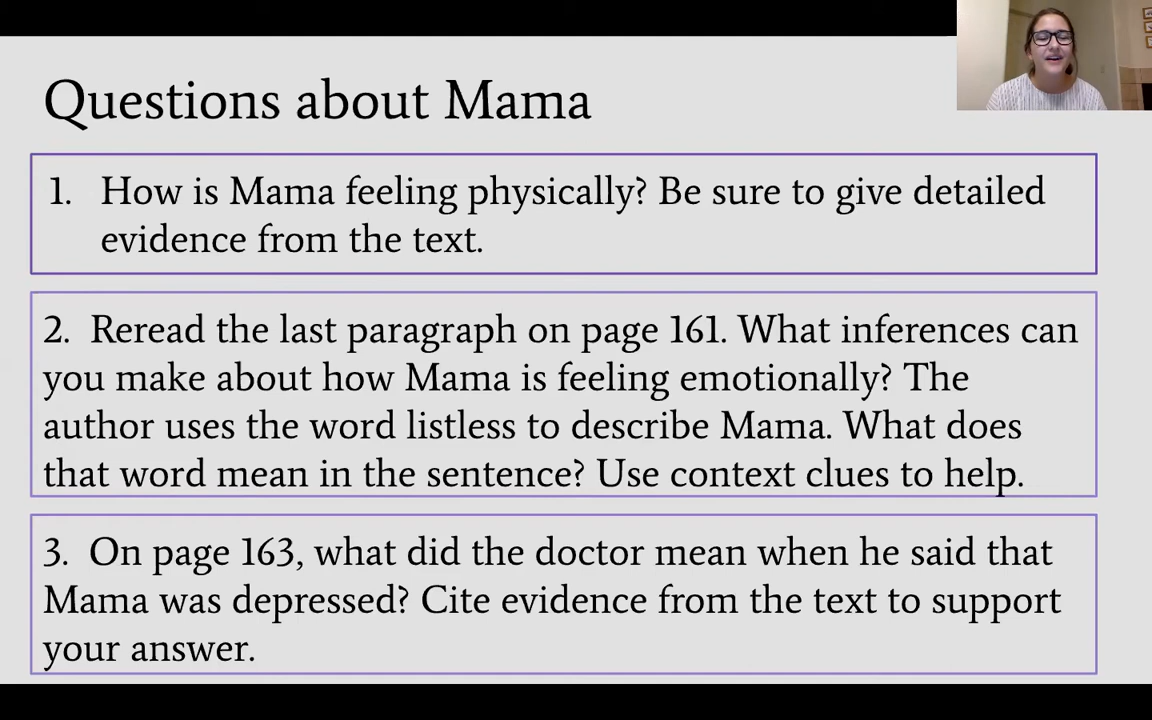 Questions about Mama
1. How is Mama feeling physically? Be sure to give detailed
evidence from the text.
2. Reread the last paragraph on page 161. What inferences can
you make about how Mama is feeling emotionally? The
author uses the word listless to describe Mama. What does
that word mean in the sentence? Use context clues to help.
3. On page 163, what did the doctor mean when he said that
Mama was depressed? Cite evidence from the text to support
your answer.